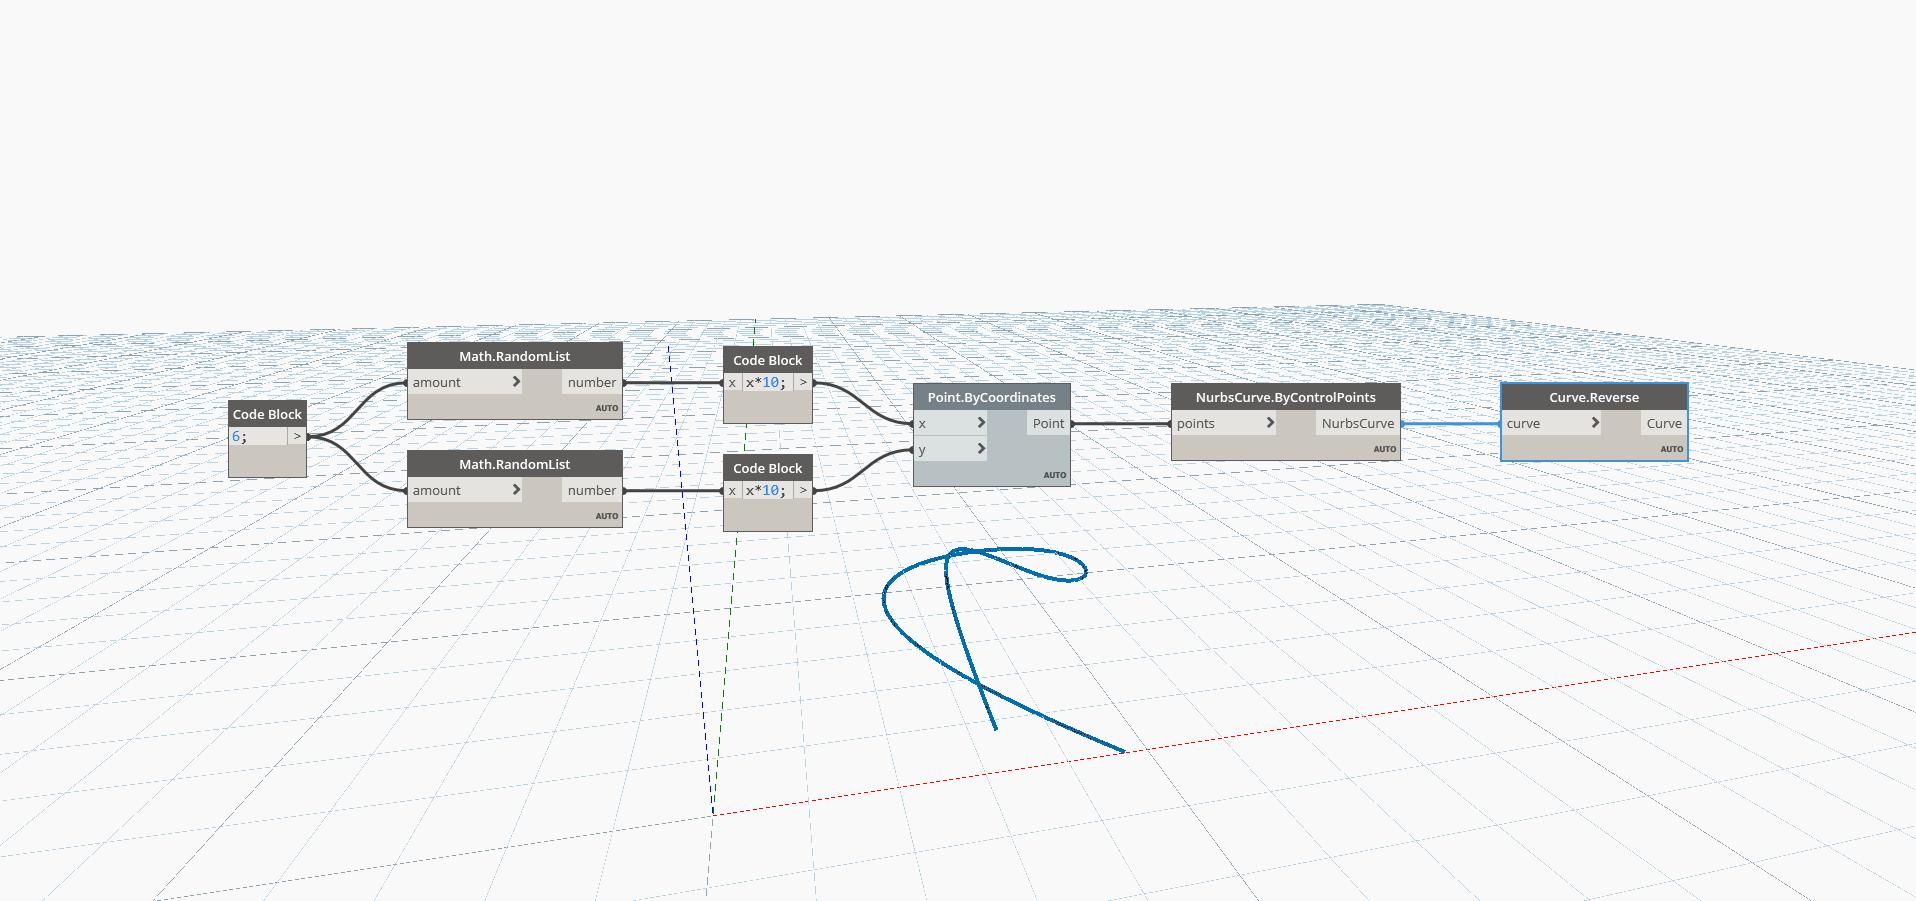 Code Block
6; >
Math.RandomList
amount > number
AUTO
Math.RandomList
amount > number
AUTO
Code Block
x x*10; >
Code Block
x x*10; >
Point.ByCoordinates
x > Point
y >
AUTO
NurbsCurve.ByControlPoints
points > NurbsCurve
AUTO
Curve.Reverse
curve > Curve
AUTO